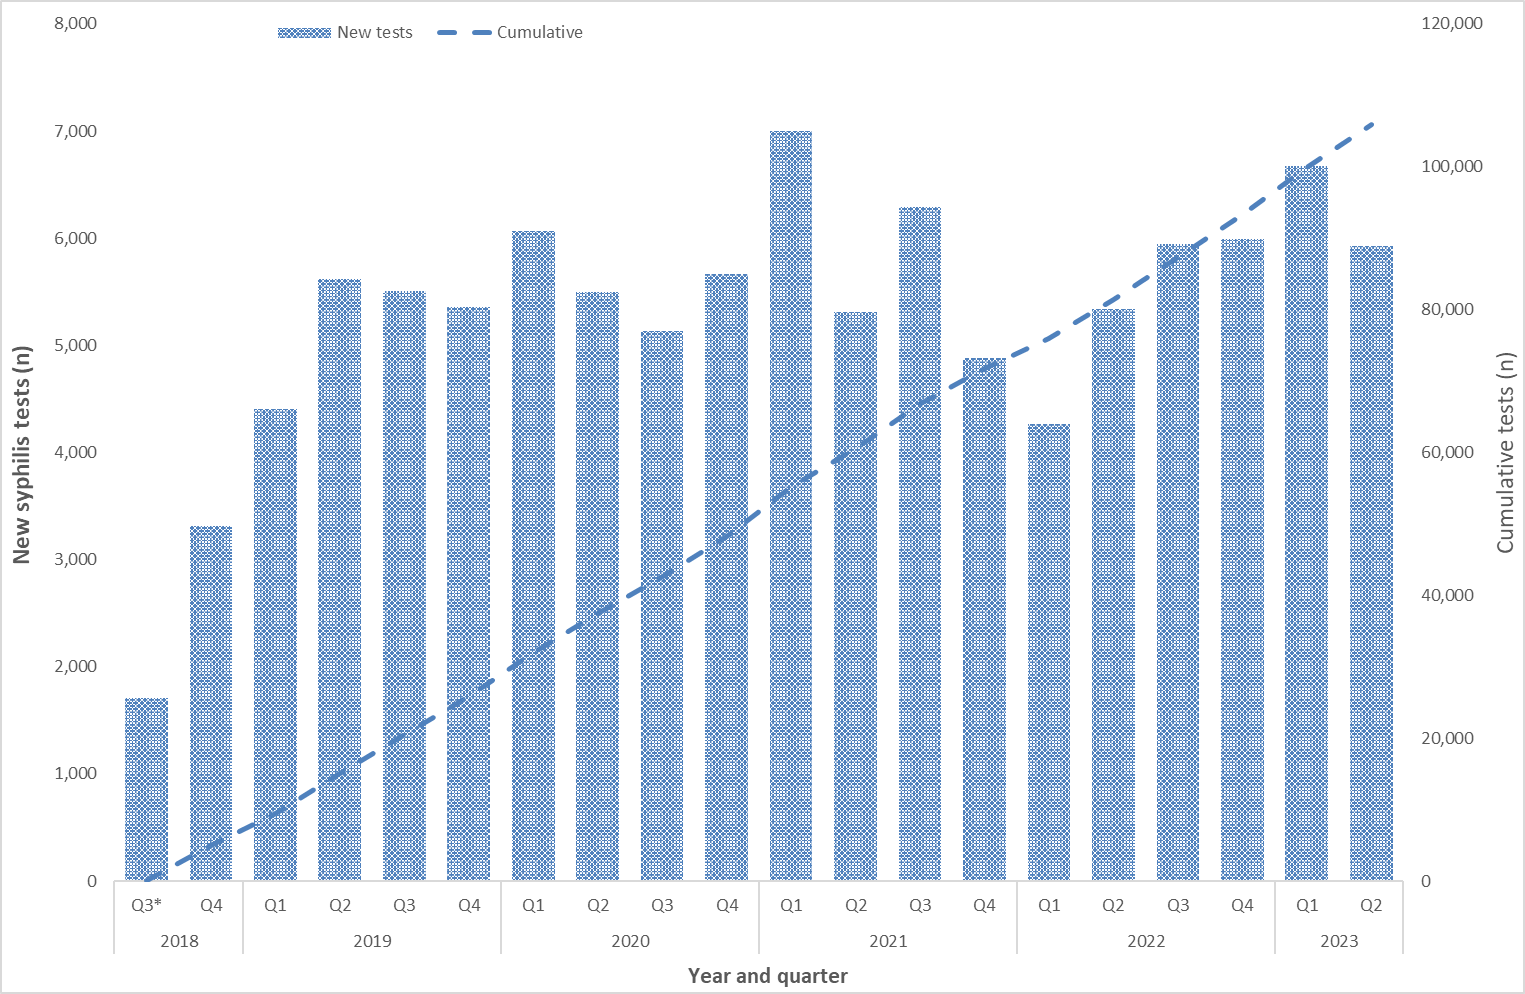 New tests Cumulative
8,000
7,000
6,000
5,000
4,000
3,000
2,000
1,000
0
New syphilis tests (n)
120,000
100,000
80,000
60,000
40,000
20,000
0
Cumulative tests (n)
Q3* Q4 Q1 Q2 Q3 Q4 Q1 Q2 Q3 Q4 Q1 Q2 Q3 Q4 Q1 Q2 Q3 Q4 Q1 Q2
2018 2019 2020 2021 2022 2023
Year and quarter